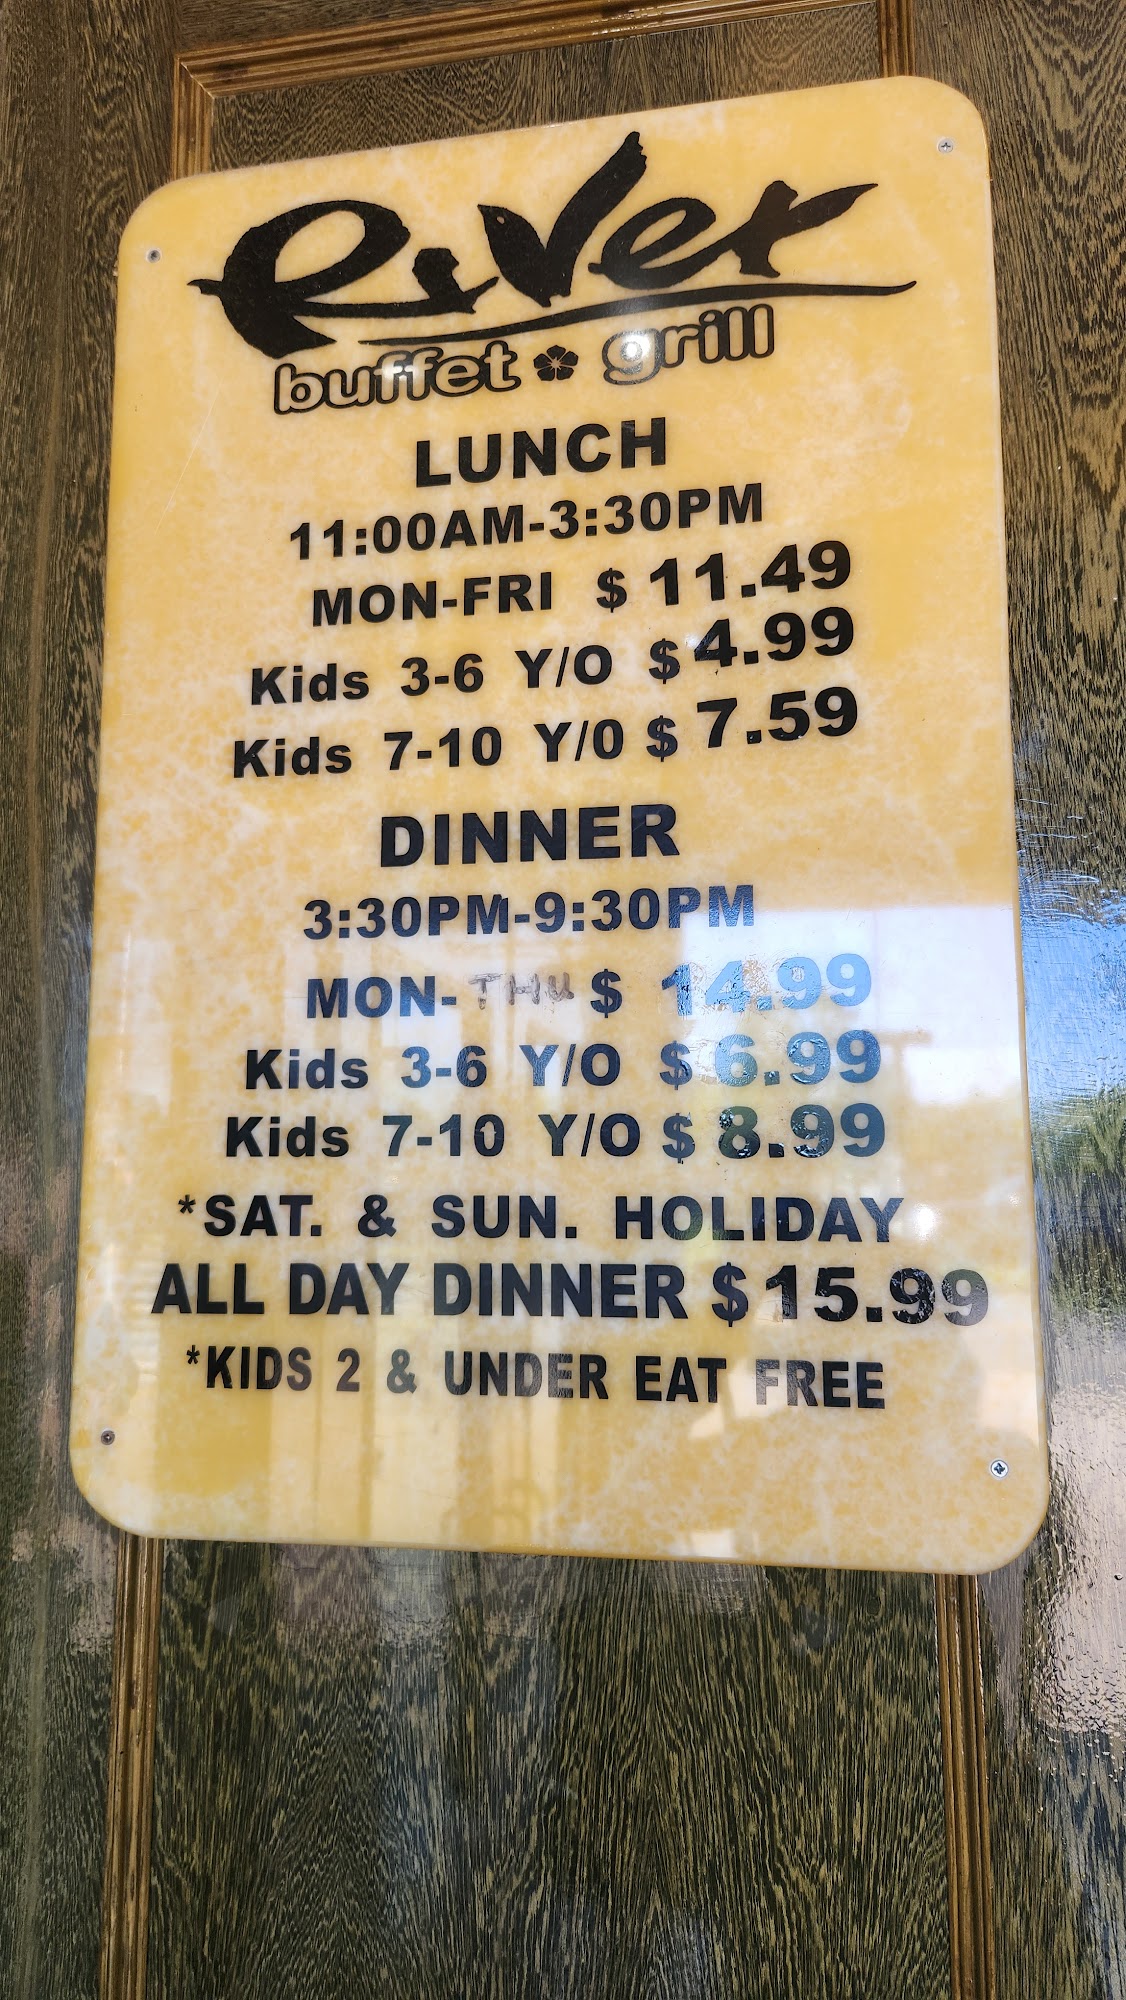 River
buffet grill
LUNCH
11:00AM-3:30PM
MON-FRI $11.49
Kids 3-6 Y/O $4.99
Kids 7-10 Y/0 $7.59
DINNER
3:30PM-9:30PM
MON-THU $ 14.99
Kids 3-6 Y/O $6.99
Kids 7-10 Y/O $8.99
*SAT. & SUN. HOLIDAY
ALL DAY DINNER $15.99
*KIDS 2 & UNDER EAT FREE